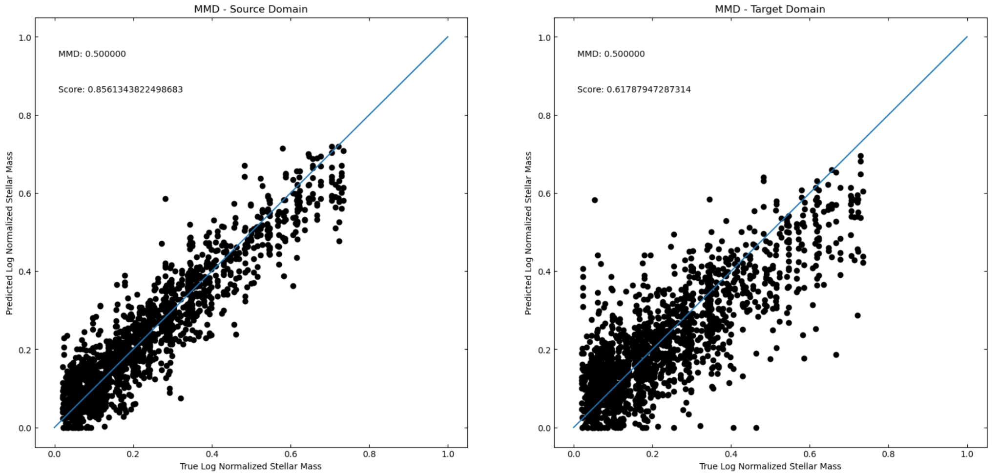 MMD - Source Domain
MMD: 0.500000
Score: 0.8561343822498683
Predicted Log Normalized Stellar Mass
1.0
0.8
0.6
0.4
0.2
0.0
0.0 0.2 0.4 0.6 0.8 1.0
True Log Normalized Stellar Mass
MMD - Target Domain
MMD: 0.500000
Score: 0.61787947287314
Predicted Log Normalized Stellar Mass
1.0
0.8
0.6
0.4
0.2
0.0
0.0 0.2 0.4 0.6 0.8 1.0
True Log Normalized Stellar Mass